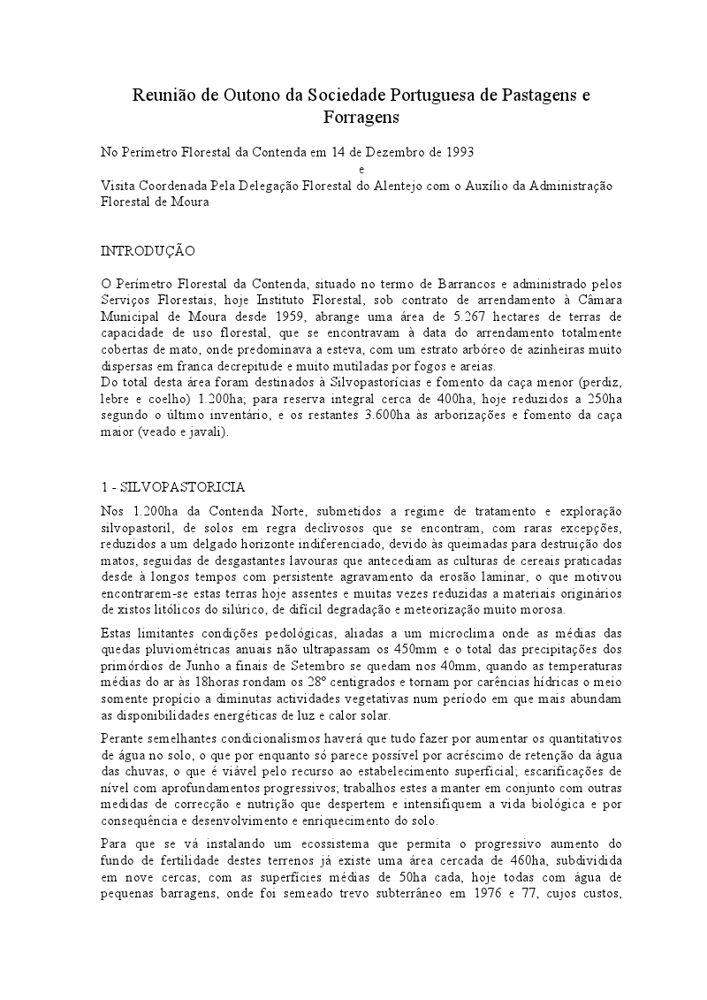 Reunião de Outono da Sociedade Portuguesa de Pastagens e
Forragens
No Perímetro Florestal da Contenda em 14 de Dezembro de 1993
e
Visita Coordenada Pela Delegação Florestal do Alentejo com o Auxílio da Administração
Florestal de Moura
INTRODUÇÃO
O Perímetro Florestal da Contenda, situado no termo de Barrancos e administrado pelos
Serviços Florestais, hoje Instituto Florestal, sob contrato de arrendamento à Câmara
Municipal de Moura desde 1959, abrange uma área de 5.267 hectares de terras de
capacidade de uso florestal, que se encontravam à data do arrendamento totalmente
cobertas de mato, onde predominava a esteva, com um estrato arbóreo de azinheiras muito
dispersas em franca decrepitude e muito mutiladas por fogos e areias.
Do total desta área foram destinados à Silvopastorícias e fomento da caça menor (perdiz,
lebre e coelho) 1.200ha; para reserva integral cerca de 400ha, hoje reduzidos a 250ha
segundo o último inventário, e os restantes 3.600ha às arborizações e fomento da caça
maior (veado e javali).
1 - SILVOPASTORICIA
Nos 1.200ha da Contenda Norte, submetidos a regime de tratamento e exploração
silvopastoril, de solos em regra declivosos que se encontram, com raras excepções,
reduzidos a um delgado horizonte indiferenciado, devido às queimadas para destruição dos
matos, seguidas de desgastantes lavouras que antecediam as culturas de cereais praticadas
desde à longos tempos com persistente agravamento da erosão laminar, o que motivou
encontrarem-se estas terras hoje assentes e muitas vezes reduzidas a materiais originários
de xistos litólicos do silúrico, de difícil degradação e meteorização muito morosa.
Estas limitantes condições pedológicas, aliadas a um microclima onde as médias das
quedas pluviométricas anuais não ultrapassam os 450mm e o total das precipitações dos
primórdios de Junho a finais de Setembro se quedam nos 40mm, quando as temperaturas
médias do ar às 18horas rondam os 28º centigrados e tornam por carências hídricas o meio
somente propício a diminutas actividades vegetativas num período em que mais abundam
as disponibilidades energéticas de luz e calor solar.
Perante semelhantes condicionalismos haverá que tudo fazer por aumentar os quantitativos
de água no solo, o que por enquanto só parece possível por acréscimo de retenção da água
das chuvas, o que é viável pelo recurso ao estabelecimento superficial; escarificações de
nível com aprofundamentos progressivos; trabalhos estes a manter em conjunto com outras
medidas de correcção e nutrição que despertem e intensifiquem a vida biológica e por
consequência e desenvolvimento e enriquecimento do solo.
Para que se vá instalando um ecossistema que permita o progressivo aumento do
fundo de fertilidade destes terrenos já existe uma área cercada de 460ha, subdividida
em nove cercas, com as superfícies médias de 50ha cada, hoje todas com água de
pequenas barragens, onde foi semeado trevo subterrâneo em 1976 e 77, cujos custos,